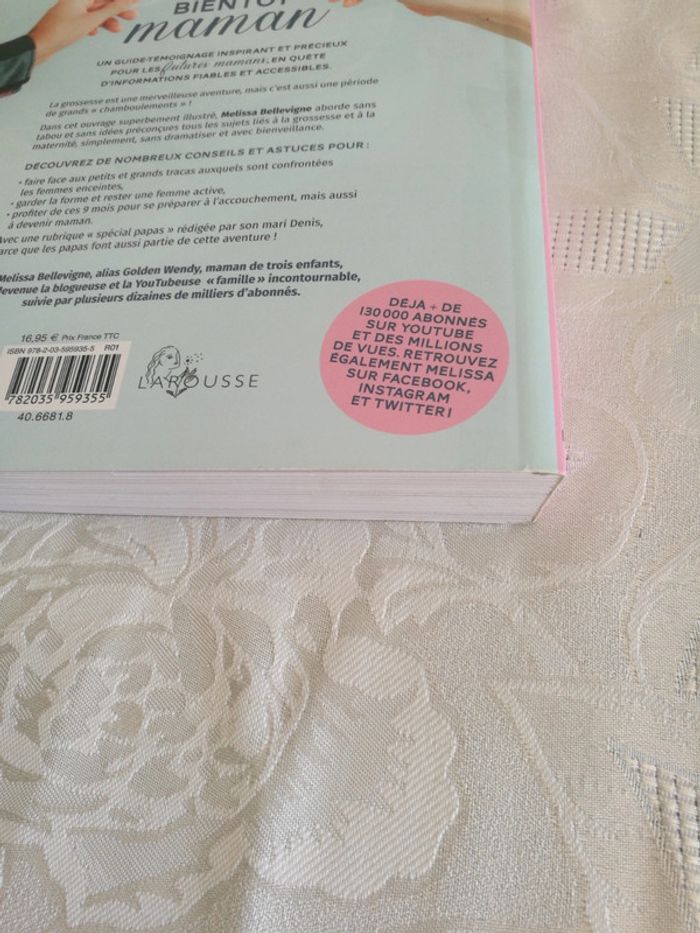 BIENTÔT
maman
UN GUIDE-TÉMOIGNAGE INSPIRANT ET PRÉCIEUX
POUR LES futures mamans, EN QUÊTE
D'INFORMATIONS FIABLES ET ACCESSIBLES.
La grossesse est une merveilleuse aventure, mais c'est aussi une période
de grands « chamboulements » !
Dans cet ouvrage superbement illustré, Melissa Bellevigne aborde sans
tabou et sans idées préconçues tous les sujets liés à la grossesse et à la
maternité, simplement, sans dramatiser et avec bienveillance.
DÉCOUVREZ DE NOMBREUX CONSEILS ET ASTUCES POUR :
• faire face aux petits et grands tracas auxquels sont confrontées
les femmes enceintes,
• garder la forme et rester une femme active,
• profiter de ces 9 mois pour se préparer à l'accouchement, mais aussi
à devenir maman.
Avec une rubrique « spécial papas » rédigée par son mari Denis,
arce que les papas font aussi partie de cette aventure !
Melissa Bellevigne, alias Golden Wendy, maman de trois enfants,
evenue la blogueuse et la YouTubeuse « famille » incontournable,
suivie par plusieurs dizaines de milliers d'abonnés.
DÉJÀ + DE
130 000 ABONNÉS
SUR YOUTUBE
ET DES MILLIONS
DE VUES. RETROUVEZ
ÉGALEMENT MELISSA
SUR FACEBOOK,
INSTAGRAM
ET TWITTER !
16,95 € Prix France TTC
ISBN 978-2-03-595935-5 R01
782035 959355
40.6681.8
LAROUSSE